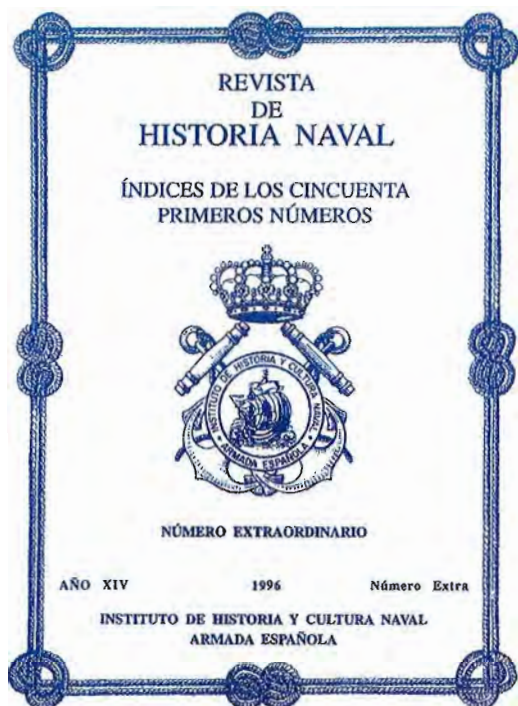 REVISTA
DE
HISTORIA NAVAL
ÍNDICES DE LOS CINCUENTA
PRIMEROS NÚMEROS
INSTITUTO DE HISTORIA Y CULTURA NAVAL
ARMADA ESPAÑOLA
NÚMERO EXTRAORDINARIO
AÑO XIV 1996 Número Extra
INSTITUTO DE HISTORIA Y CULTURA NAVAL
ARMADA ESPAÑOLA